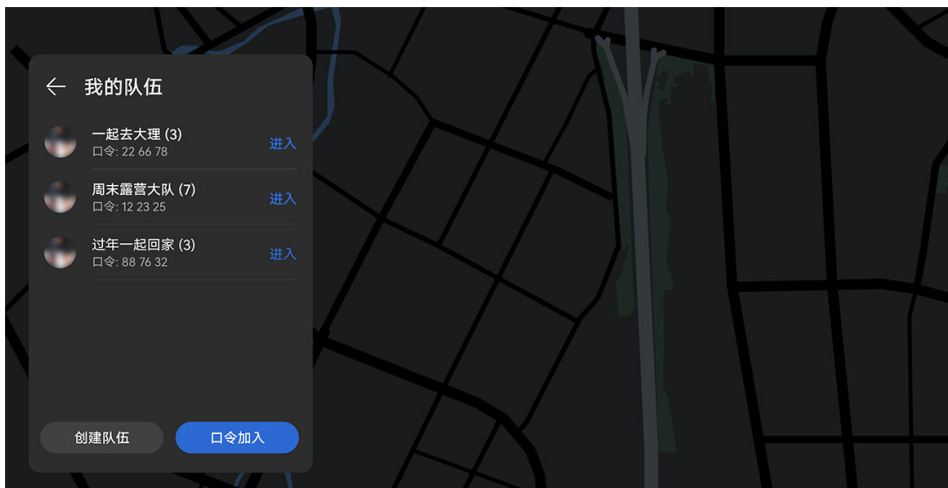 我的队伍
一起去大理 (3)
口令: 22 66 78
进入
周末露营大队 (7)
口令: 12 23 25
进入
过年一起回家 (3)
口令: 88 76 32
进入
创建队伍
口令加入